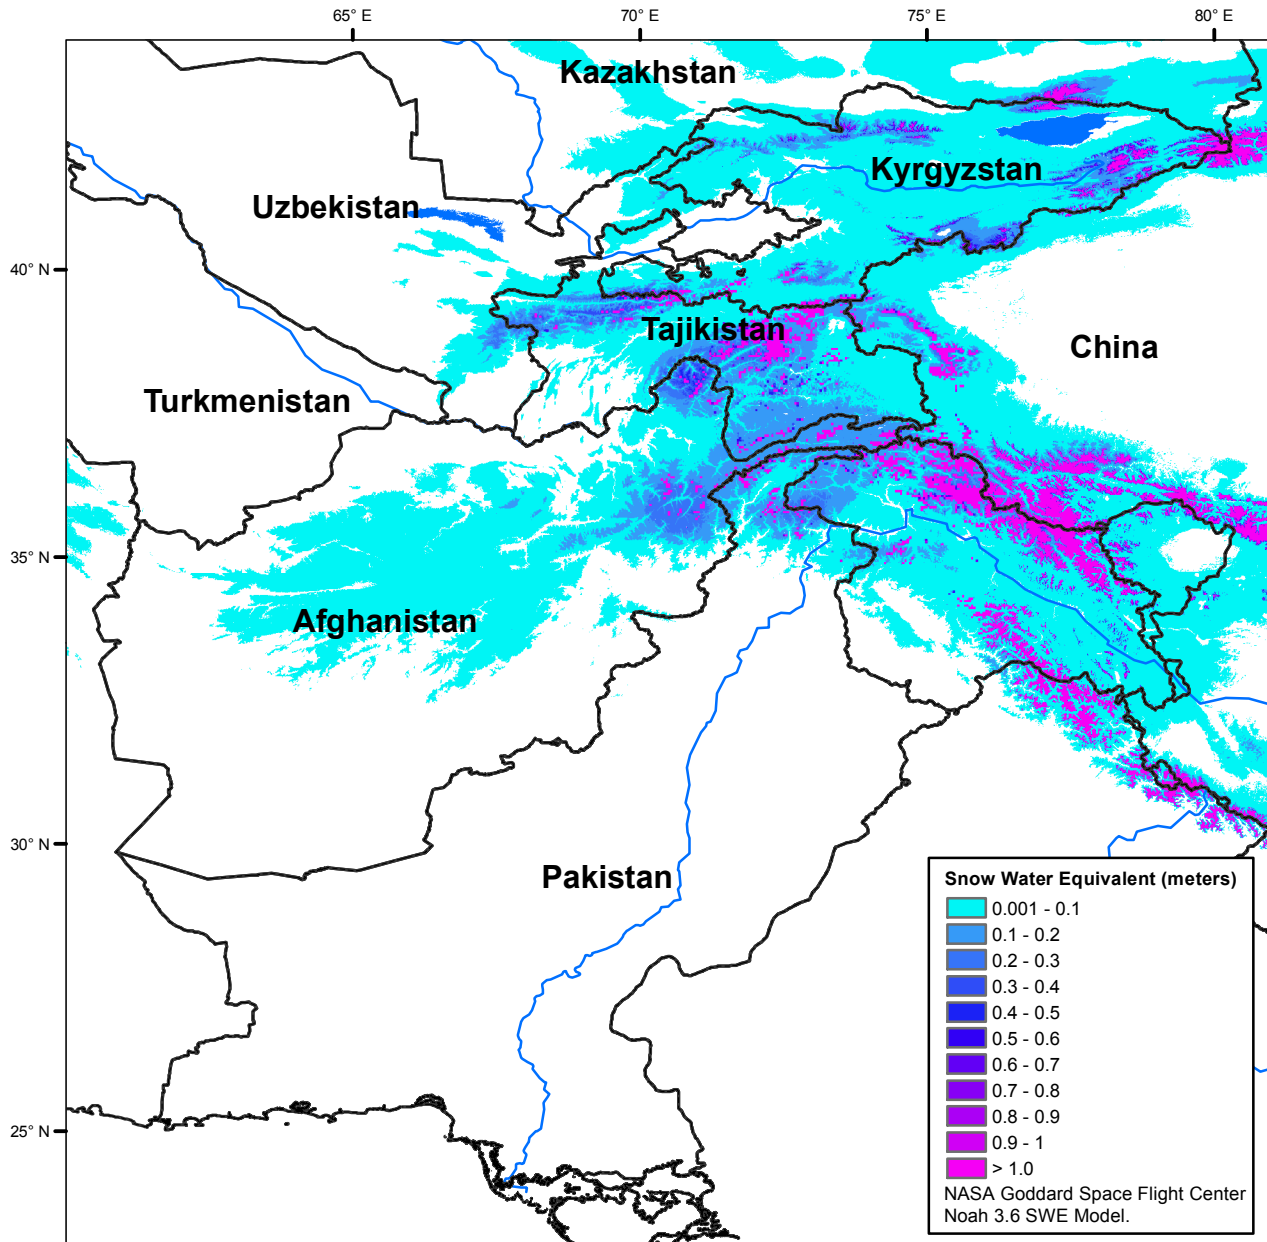 65° E
70° E
75° E
80° E
Kazakhstan
Kyrgyzstan
Uzbekistan
40° N
Tajikistan
China
Turkmenistan
35° N
Afghanistan
30° N
Pakistan
25° N
Snow Water Equivalent (meters)
0.001 - 0.1
0.1 - 0.2
0.2 - 0.3
0.3 - 0.4
0.4 - 0.5
0.5 - 0.6
0.6 - 0.7
0.7 - 0.8
0.8 - 0.9
0.9 - 1
> 1.0
NASA Goddard Space Flight Center
Noah 3.6 SWE Model.